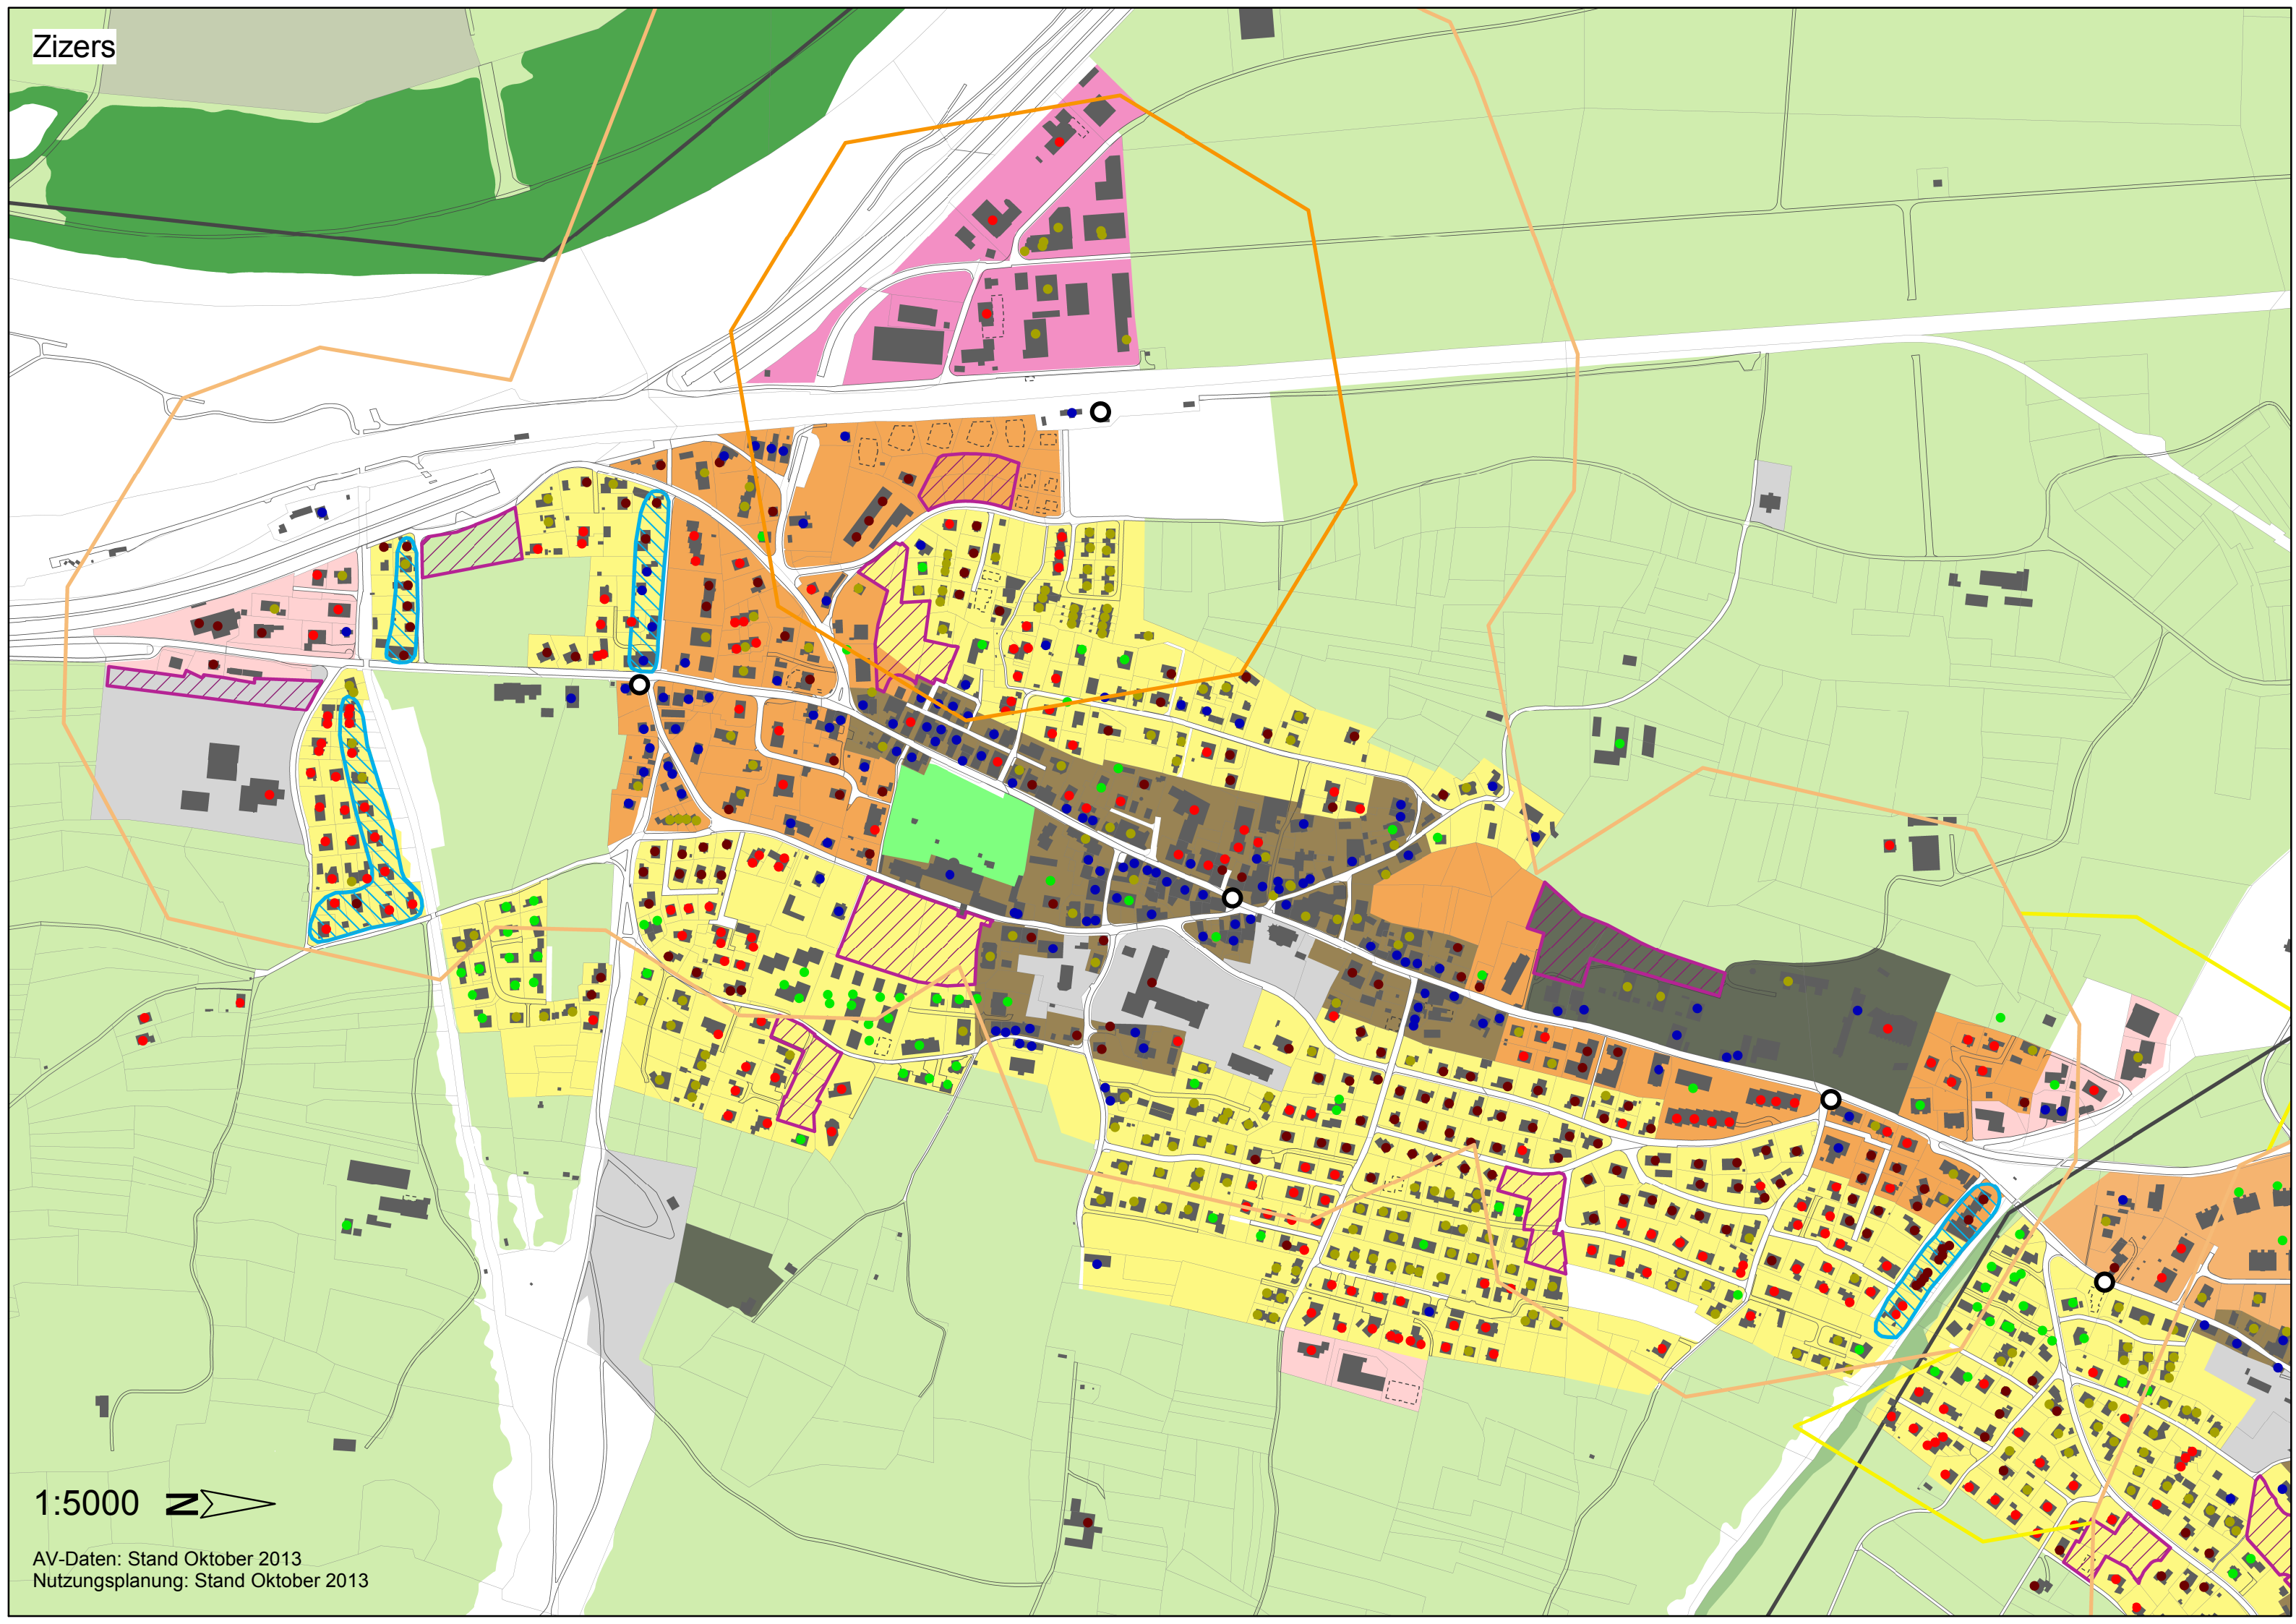 Zizers
1:5000 N
AV-Daten: Stand Oktober 2013
Nutzungsplanung: Stand Oktober 2013